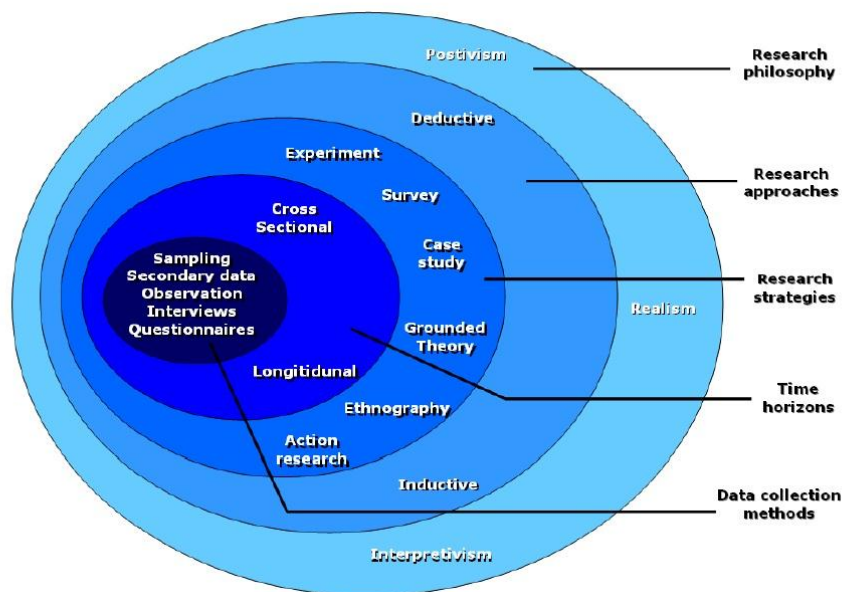 Postivism
Research
philosophy
Deductive
Experiment
Research
approaches
Survey
Cross
Sectional
Case
study
Sampling
Secondary data
Observation
Interviews
Questionnaires
Research
strategies
Realism
Grounded
Theory
Longitidunal
Time
horizons
Ethnography
Action
research
Inductive
Data collection
methods
Interpretivism